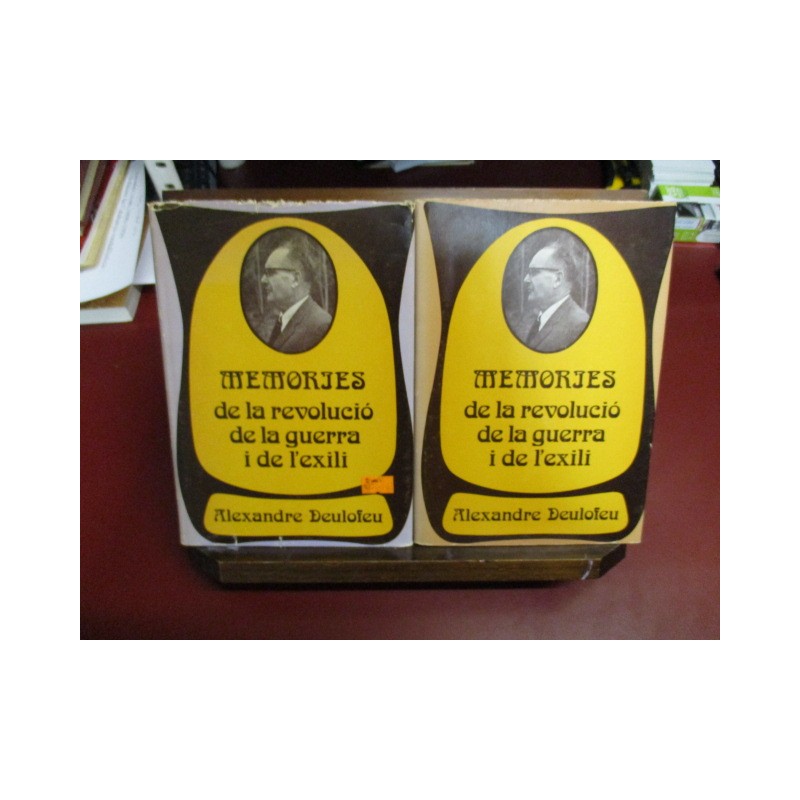 MEMORIES
de la revolució
de la guerra
i de l'exili
Alexandre Deulofeu
MEMORIES
de la revolució
de la guerra
i de l'exili
Alexandre Deulofeu